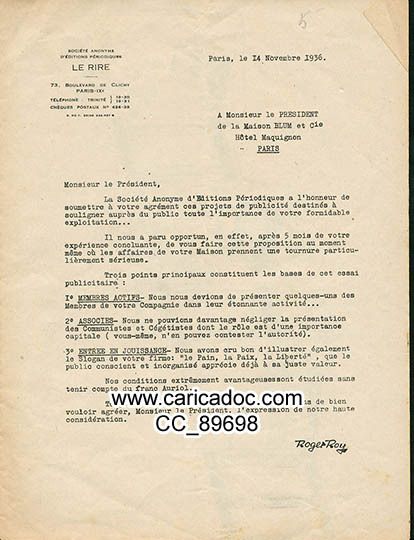 5
SOCIÉTÉ ANONYME
D'ÉDITIONS PÉRIODIQUES
LE RIRE
73, BOULEVARD DE CLICHY
PARIS-IXe
TÉLÉPHONE : TRINITÉ
CHÈQUES POSTAUX No
Paris, le 14 Novembre 1936.
A Monsieur le PRESIDENT
de la Maison BLUM et Cie
Hôtel Maquignon
PARIS
Monsieur le Président,
La Société Anonyme d'Editions Périodiques a l'honneur de
soumettre à votre agrément ces projets de publicité destinés à
souligner auprès du public toute l'importance de votre formidable
exploitation...
Il nous a paru opportun, en effet, après 5 mois de votre
expérience concluante, de vous faire cette proposition au moment
même où les affaires de votre Maison prennent une tournure particu-
lièrement sérieuse.
Trois points principaux constituent les bases de cet essai
publicitaire :
1° MEMBRES ACTIFS- Nous nous devions de présenter quelques-uns des
Membres de votre Compagnie dans leur étonnante activité...
2° ASSOCIES- Nous ne pouvions davantage négliger la présentation
des Communistes et Cégétistes dont le rôle est d'une importance
capitale ( vous-même, n'en pouvez contester l'autorité).
3° ENTREE EN JOUISSANCE- Nous avons cru bon d'illustrer également
le Slogan de votre firme: "le Pain, la Paix, la Liberté" , que le
public conscient et inorganisé apprécie déjà à sa juste valeur.
Nos conditions extrêmement avantageuses sont étudiées sans
tenir compte du franc Auriol.
de bien
vouloir agréer, Monsieur le Président, l'expression de notre haute
considération.
www.caricadoc.com
CC_89698
Roger Roy